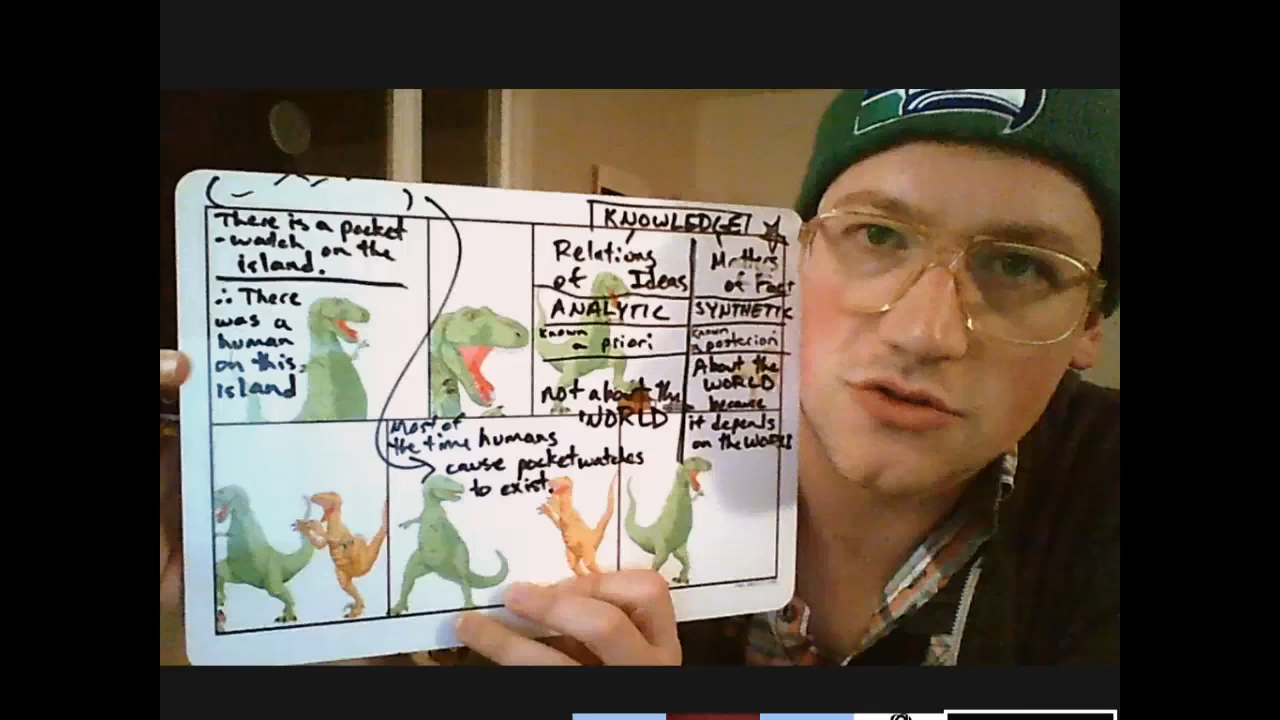 There is a pocket
-watch on the
island.
∴ There
was a
human
on this
island
KNOWLEDGE!
Relations
of Ideas
ANALYTIC
known
a priori
not about the
WORLD
Matters
of Fact
SYNTHETIC
known
a posteriori
About the
WORLD
because
it depends
on the WORLD
Most of
the time humans
cause pocketwatches
to exist.